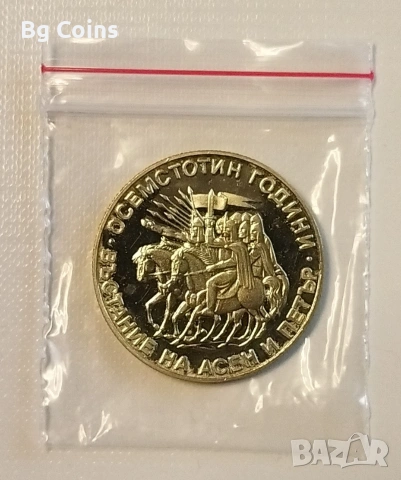 Bg Coins
ОСЕМСТОТИН ГОДИНИ · ВЪСТАНИЕ НА АСЕН И ПЕТЪР ·
BAZAR